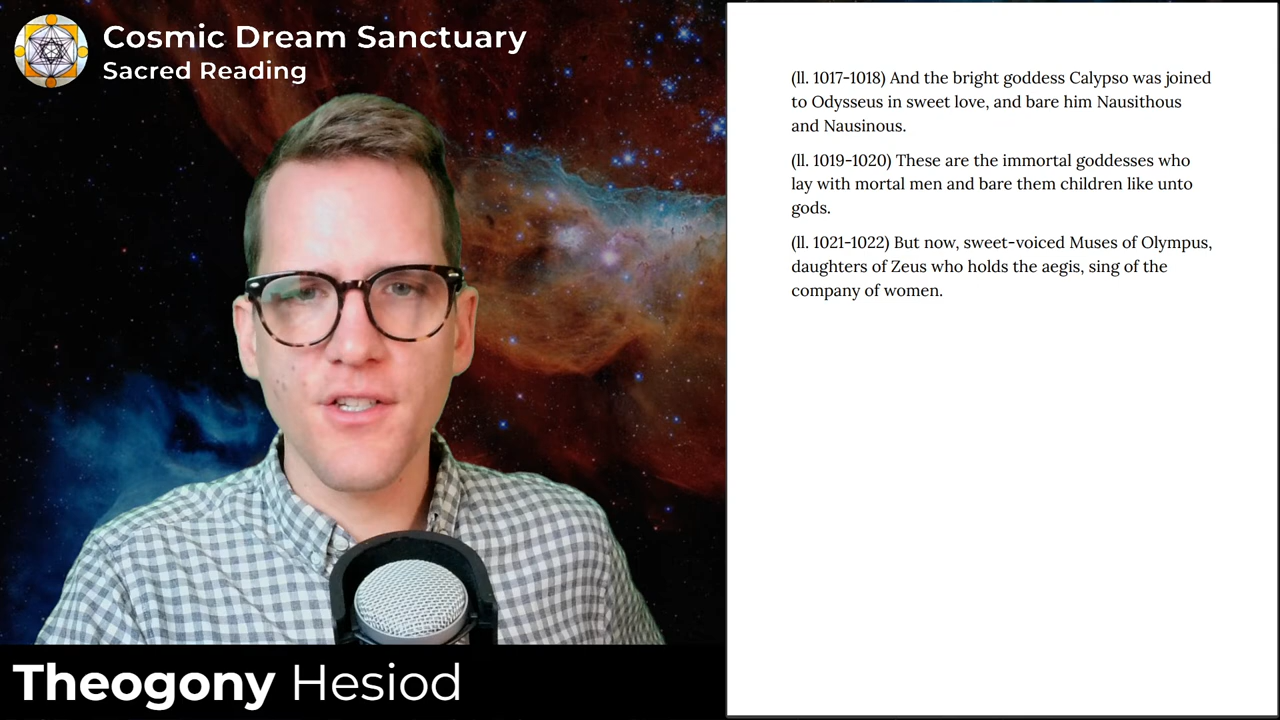 Cosmic Dream Sanctuary
Sacred Reading
(ll. 1017-1018) And the bright goddess Calypso was joined
to Odysseus in sweet love, and bare him Nausithous
and Nausinous.
(ll. 1019-1020) These are the immortal goddesses who
lay with mortal men and bare them children like unto
gods.
(ll. 1021-1022) But now, sweet-voiced Muses of Olympus,
daughters of Zeus who holds the aegis, sing of the
company of women.
Theogony Hesiod